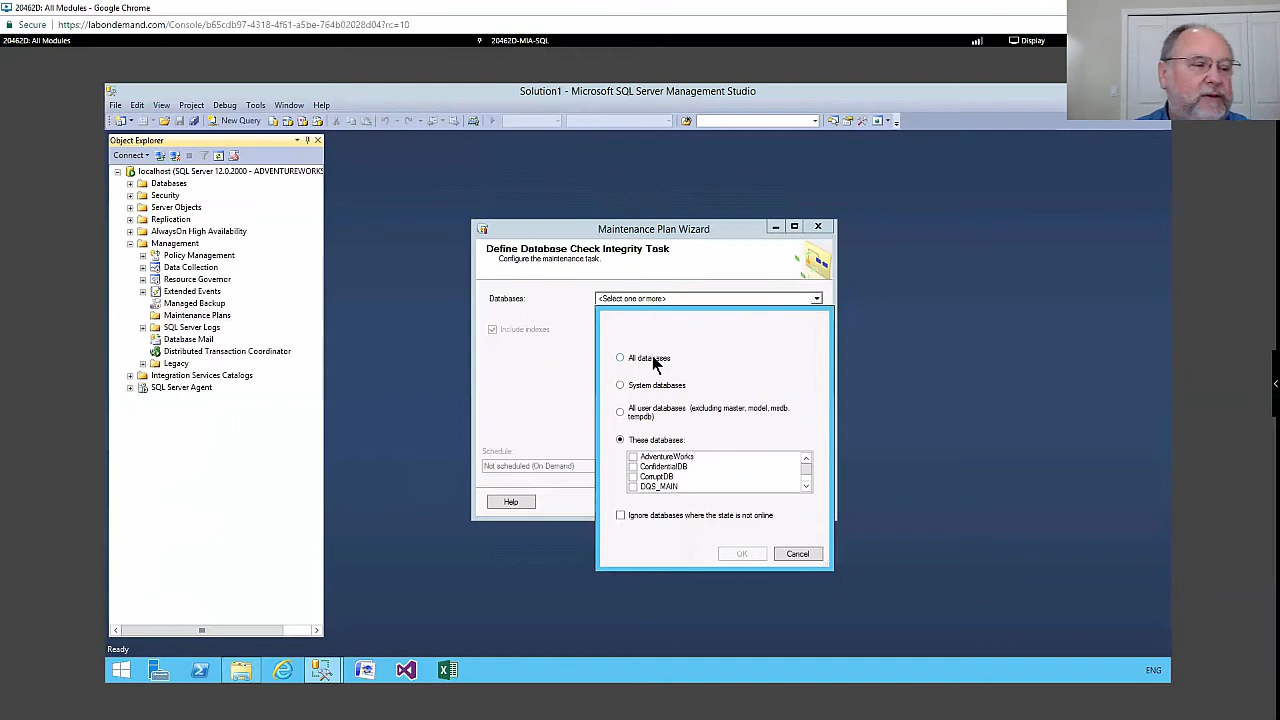 20462D: All Modules - Google Chrome
Secure https://labondemand.com/Console/b65cdb97-4318-4f61-a5be-764b02028d04?rc=10
20462D: All Modules 20462D-MIA-SQL Display
Solution1 - Microsoft SQL Server Management Studio
File Edit View Project Debug Tools Window Help
New Query
Object Explorer
Connect
localhost (SQL Server 12.0.2000 - ADVENTUREWORKS
Databases
Security
Server Objects
Replication
AlwaysOn High Availability
Management
Policy Management
Data Collection
Resource Governor
Extended Events
Managed Backup
Maintenance Plans
SQL Server Logs
Database Mail
Distributed Transaction Coordinator
Legacy
Integration Services Catalogs
SQL Server Agent
Maintenance Plan Wizard
Define Database Check Integrity Task
Configure the maintenance task.
Databases: <Select one or more>
Include indexes
Schedule:
Not scheduled (On Demand)
Help
All databases
System databases
All user databases (excluding master, model, msdb,
tempdb)
These databases:
AdventureWorks
ConfidentialDB
CorruptDB
DQS_MAIN
Ignore databases where the state is not online
OK Cancel
Ready
ENG